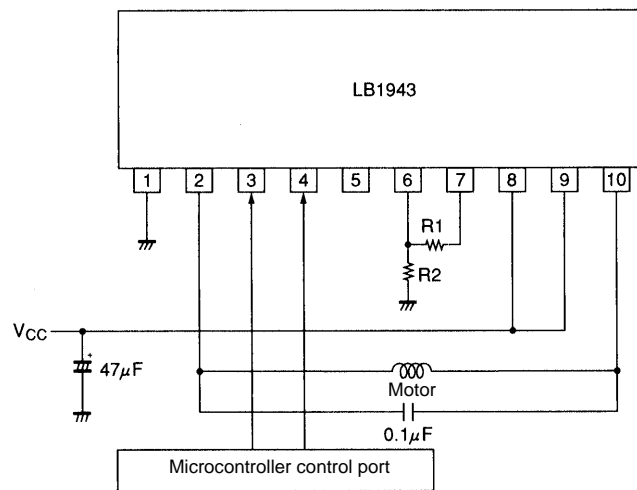 LB1943
1 2 3 4 5 6 7 8 9 10
R1
R2
VCC
+
47μF
Motor
0.1μF
Microcontroller control port